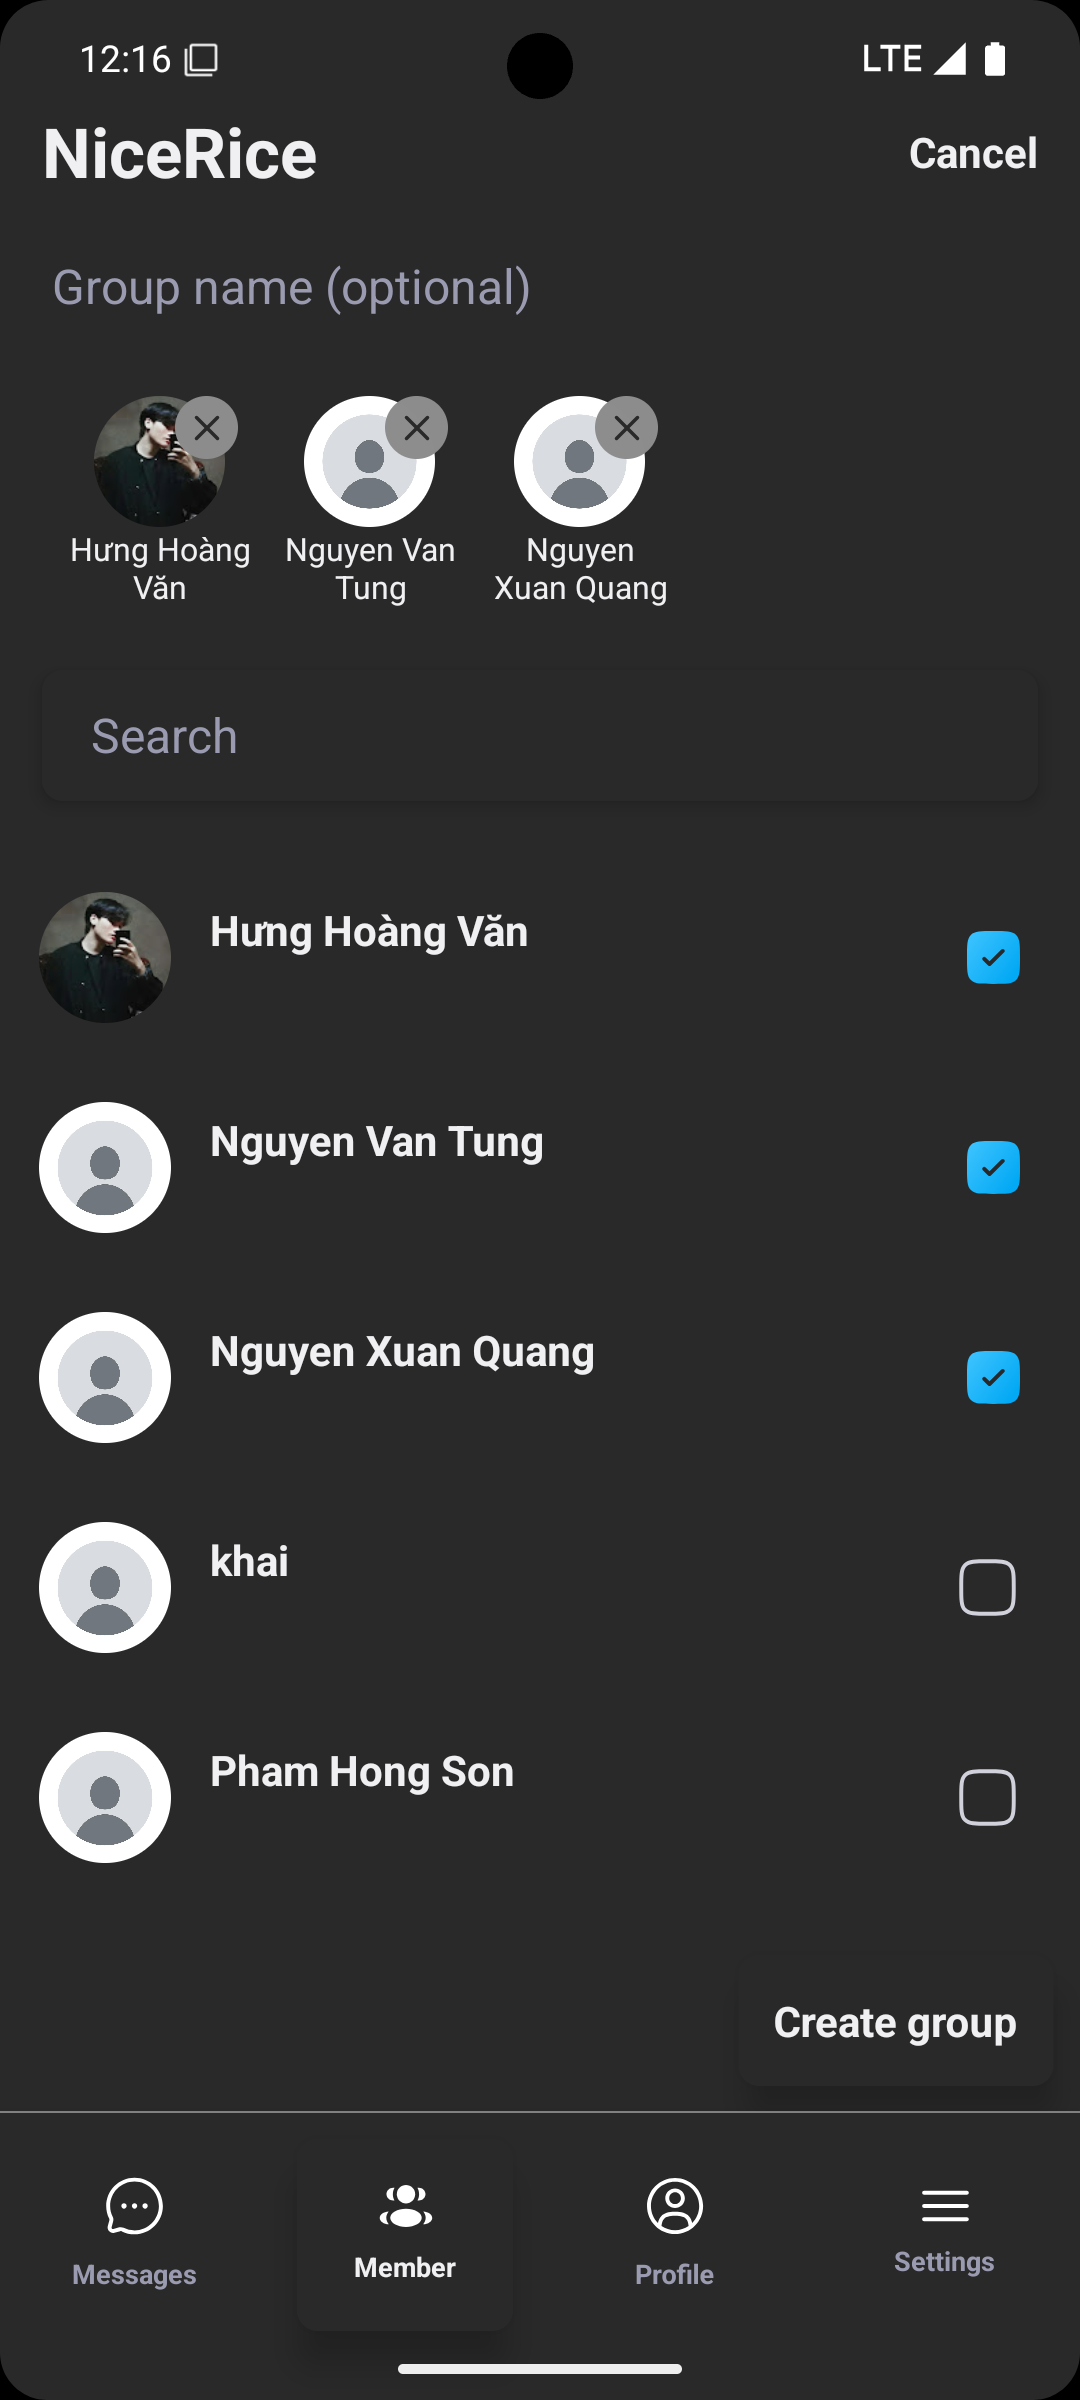 12:16
LTE
NiceRice
Cancel
Group name (optional)
Hưng Hoàng
Văn
Nguyen Van
Tung
Nguyen
Xuan Quang
Search
Hưng Hoàng Văn
Nguyen Van Tung
Nguyen Xuan Quang
khai
Pham Hong Son
Create group
Messages
Member
Profile
Settings